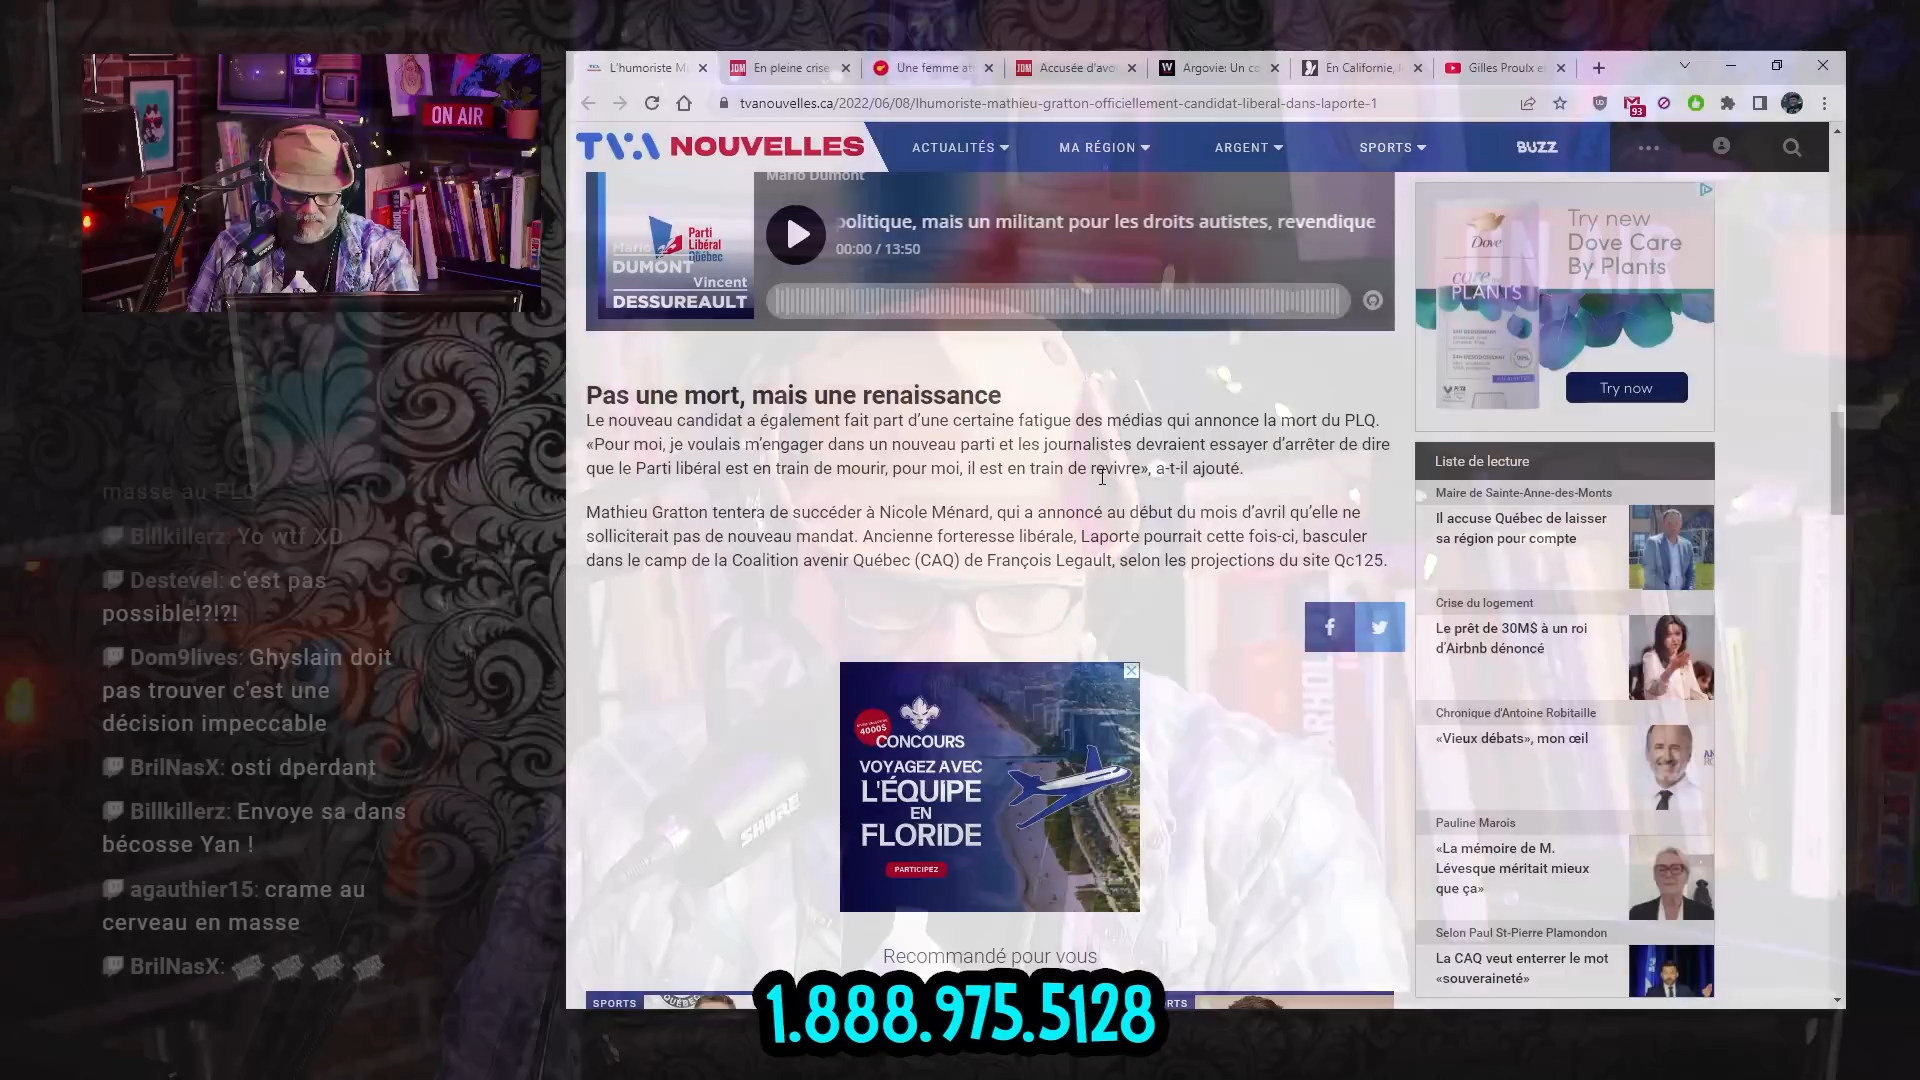 ON AIR
masse au PLQ
Billkillerz: Yo wtf XD
Destevel: c'est pas
possible!?!?!
Dom9lives: Ghyslain doit
pas trouver c'est une
décision impeccable
BrilNasX: osti dperdant
Billkillerz: Envoye sa dans
bécosse Yan !
agauthier15: crame au
cerveau en masse
BrilNasX:
L'humoriste M
En pleine crise
Une femme at
Accusée d'avo
Argovie: Un co
En Californie, l
Gilles Proulx e
tvanouvelles.ca/2022/06/08/lhumoriste-mathieu-gratton-officiellement-candidat-liberal-dans-laporte-1
93
TVA NOUVELLES
ACTUALITÉS
MA RÉGION
ARGENT
SPORTS
BUZZ
Mario Dumont
politique, mais un militant pour les droits autistes, revendique
00:00 / 13:50
Parti
Libéral
Québec
Mario
DUMONT
Vincent
DESSUREAULT
Pas une mort, mais une renaissance
Le nouveau candidat a également fait part d'une certaine fatigue des médias qui annonce la mort du PLQ.
«Pour moi, je voulais m'engager dans un nouveau parti et les journalistes devraient essayer d'arrêter de dire
que le Parti libéral est en train de mourir, pour moi, il est en train de revivre», a-t-il ajouté.
Mathieu Gratton tentera de succéder à Nicole Ménard, qui a annoncé au début du mois d'avril qu'elle ne
solliciterait pas de nouveau mandat. Ancienne forteresse libérale, Laporte pourrait cette fois-ci, basculer
dans le camp de la Coalition avenir Québec (CAQ) de François Legault, selon les projections du site Qc125.
4000$
CONCOURS
VOYAGEZ AVEC
L'ÉQUIPE
EN
FLORIDE
PARTICIPEZ
SHURE
Recommandé pour vous
SPORTS
QUÉBEC
RTS
1.888.975.5128
Dove
care
PLANTS
Try new
Dove Care
By Plants
Try now
Liste de lecture
Maire de Sainte-Anne-des-Monts
Il accuse Québec de laisser
sa région pour compte
Crise du logement
Le prêt de 30M$ à un roi
d'Airbnb dénoncé
Chronique d'Antoine Robitaille
«Vieux débats», mon œil
Pauline Marois
«La mémoire de M.
Lévesque méritait mieux
que ça»
Selon Paul St-Pierre Plamondon
La CAQ veut enterrer le mot
«souveraineté»